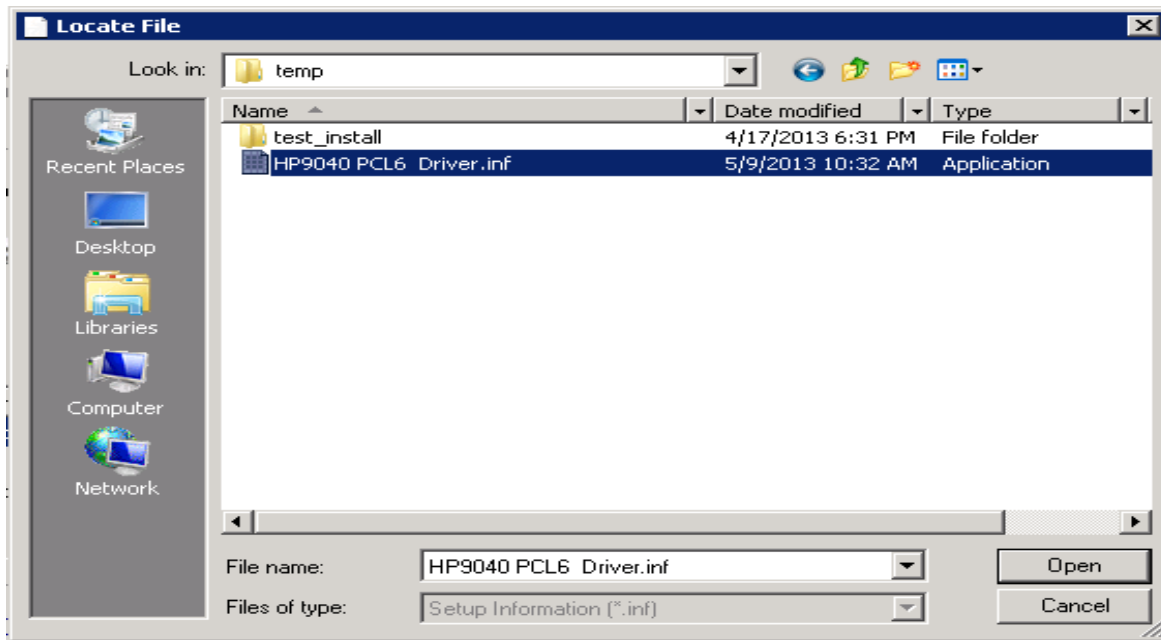 Locate File
Look in: temp
Name Date modified Type
test_install 4/17/2013 6:31 PM File folder
HP9040 PCL6 Driver.inf 5/9/2013 10:32 AM Application
Recent Places
Desktop
Libraries
Computer
Network
File name: HP9040 PCL6 Driver.inf Open
Files of type: Setup Information (*.inf) Cancel